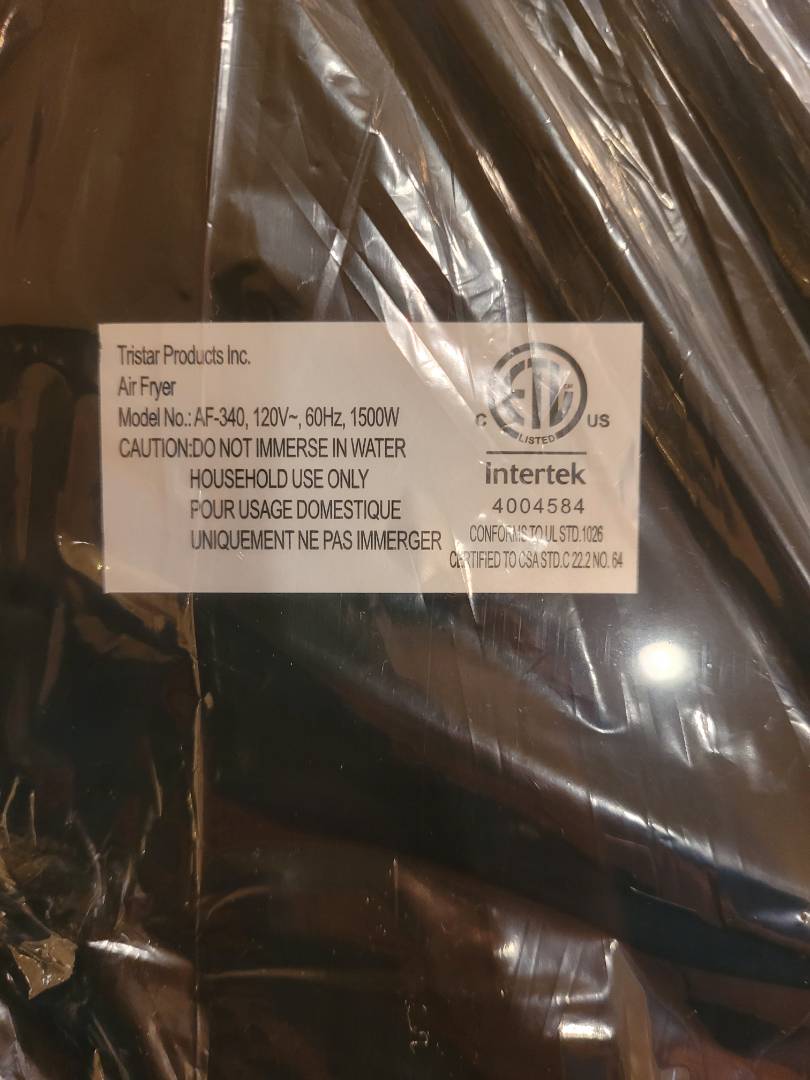 Tristar Products Inc.
Air Fryer
Model No.: AF-340, 120V~, 60Hz, 1500W
CAUTION:DO NOT IMMERSE IN WATER
HOUSEHOLD USE ONLY
POUR USAGE DOMESTIQUE
UNIQUEMENT NE PAS IMMERGER
ETL
LISTED
C US
intertek
4004584
CONFORMS TO UL STD.1026
CERTIFIED TO CSA STD.C 22.2 NO. 64